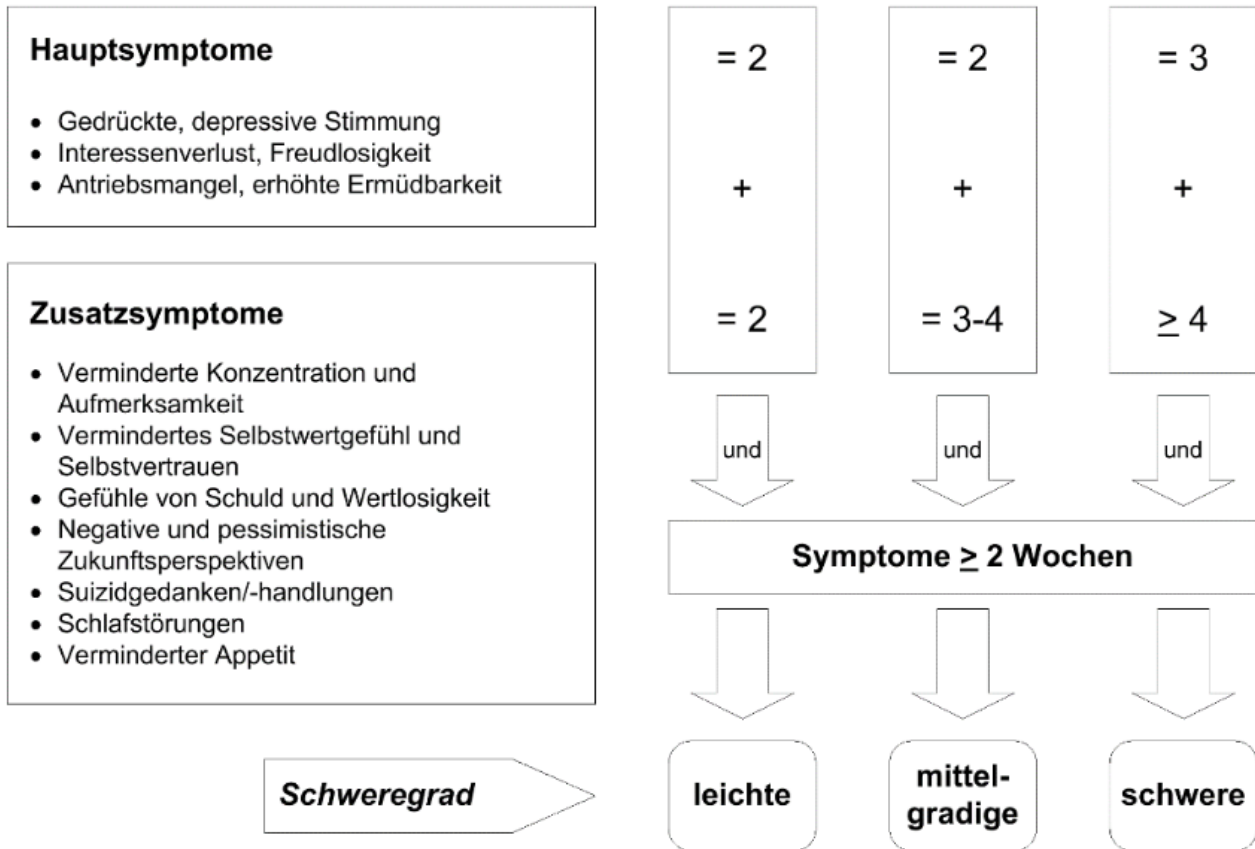 Hauptsymptome
• Gedrückte, depressive Stimmung
• Interessenverlust, Freudlosigkeit
• Antriebsmangel, erhöhte Ermüdbarkeit
= 2
= 2
= 3
+
+
+
Zusatzsymptome
• Verminderte Konzentration und
Aufmerksamkeit
• Vermindertes Selbstwertgefühl und
Selbstvertrauen
• Gefühle von Schuld und Wertlosigkeit
• Negative und pessimistische
Zukunftsperspektiven
• Suizidgedanken/-handlungen
• Schlafstörungen
• Verminderter Appetit
= 2
= 3-4
≥ 4
und
und
und
Symptome ≥ 2 Wochen
Schweregrad
leichte
mittel-
gradige
schwere